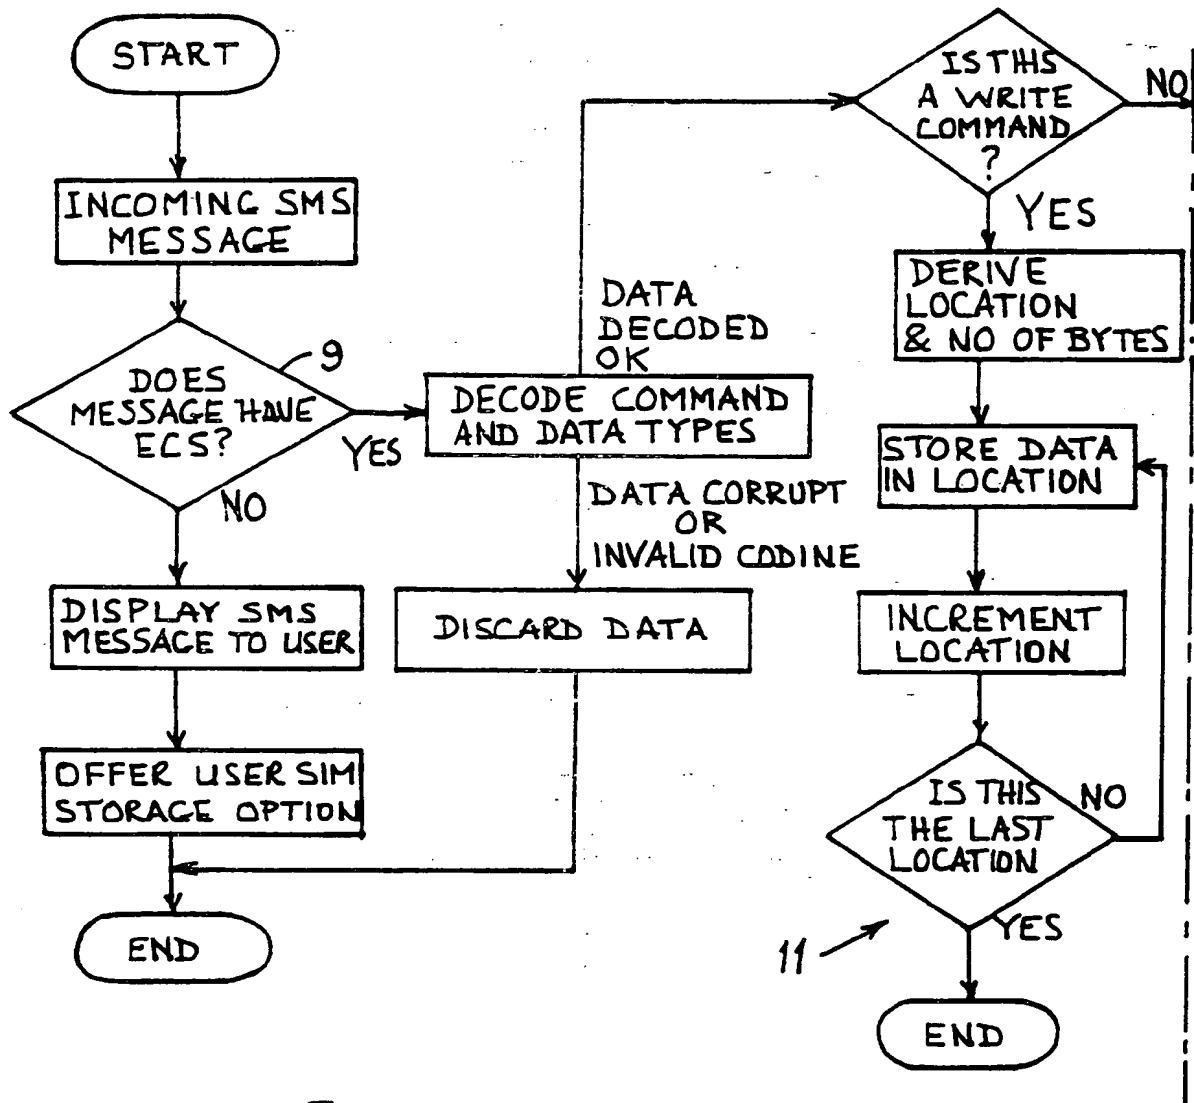 START
INCOMING SMS
MESSAGE
9
DOES
MESSAGE HAVE
ECS?
YES
NO
DISPLAY SMS
MESSAGE TO USER
OFFER USER SIM
STORAGE OPTION
END
DATA
DECODED
OK
DECODE COMMAND
AND DATA TYPES
DATA CORRUPT
OR
INVALID CODINE
DISCARD DATA
IS THIS
A WRITE
COMMAND
?
NO
YES
DERIVE
LOCATION
& NO OF BYTES
STORE DATA
IN LOCATION
INCREMENT
LOCATION
IS THIS
THE LAST
LOCATION
NO
YES
11
END